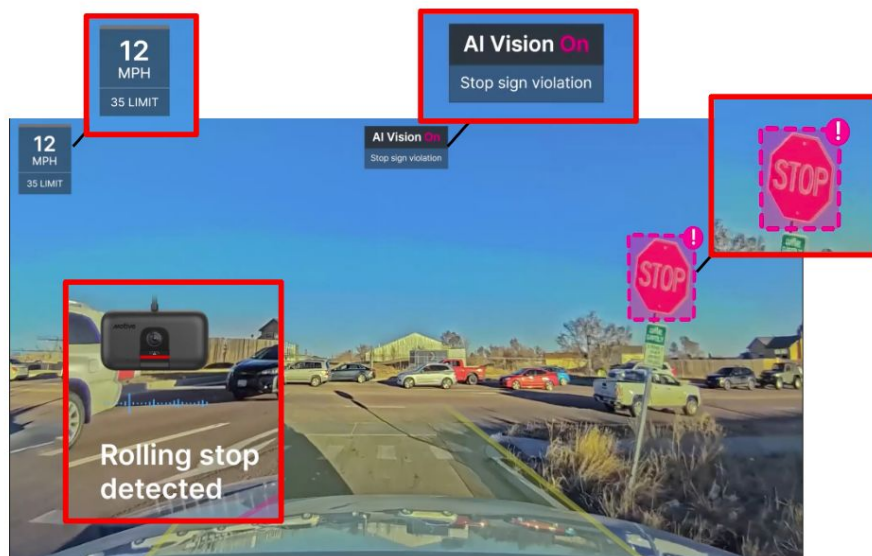 12
MPH
35 LIMIT
AI Vision On
Stop sign violation
12
MPH
35 LIMIT
AI Vision On
Stop sign violation
STOP
STOP
Rolling stop
detected